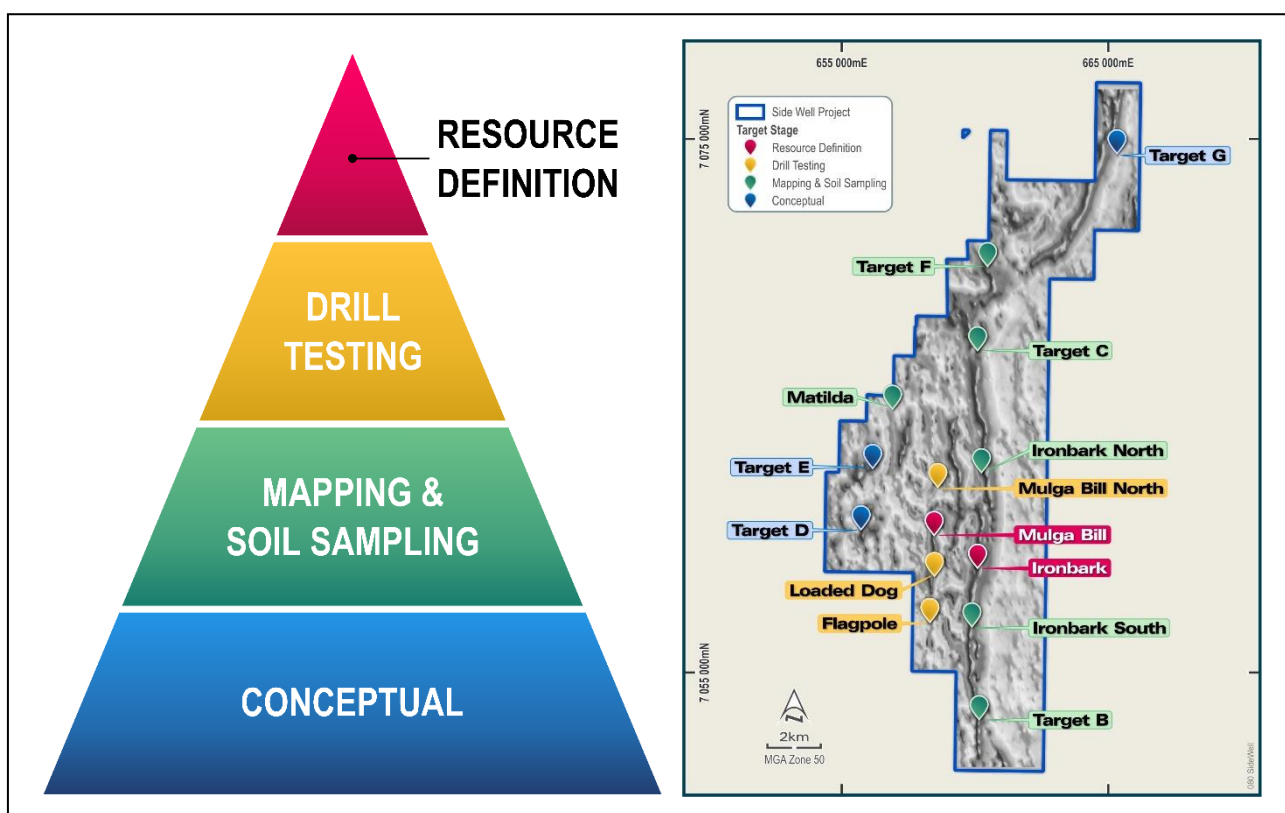 RESOURCE
DEFINITION
DRILL
TESTING
MAPPING &
SOIL SAMPLING
CONCEPTUAL
655 000mE
665 000mE
7 075 000mN
7 055 000mN
Side Well Project
Target Stage
Resource Definition
Drill Testing
Mapping & Soil Sampling
Conceptual
Target G
Target F
Target C
Matilda
Ironbark North
Target E
Mulga Bill North
Target D
Mulga Bill
Ironbark
Loaded Dog
Flagpole
Ironbark South
Target B
N
2km
MGA Zone 50
080 SideWell